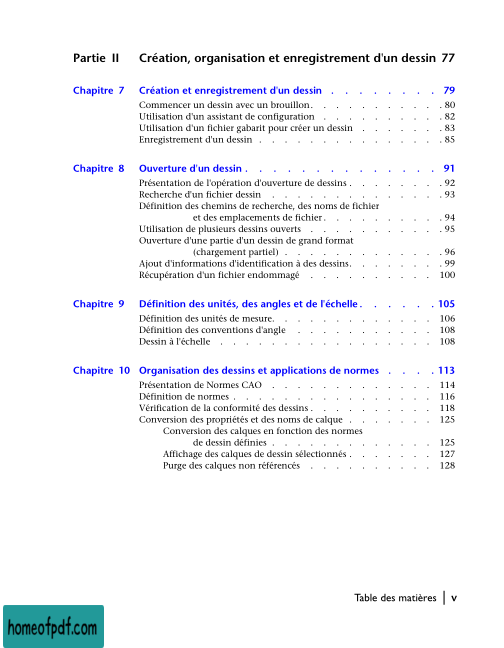 Partie II Création, organisation et enregistrement d'un dessin 77
Chapitre 7 Création et enregistrement d'un dessin . . . . . . . . 79
Commencer un dessin avec un brouillon . . . . . . . . . . 80
Utilisation d'un assistant de configuration . . . . . . . . . 82
Utilisation d'un fichier gabarit pour créer un dessin . . . . . . 83
Enregistrement d'un dessin . . . . . . . . . . . . . . 85
Chapitre 8 Ouverture d'un dessin . . . . . . . . . . . . . . 91
Présentation de l'opération d'ouverture de dessins . . . . . . . 92
Recherche d'un fichier dessin . . . . . . . . . . . . . 93
Définition des chemins de recherche, des noms de fichier
et des emplacements de fichier . . . . . . . . . . 94
Utilisation de plusieurs dessins ouverts . . . . . . . . . . 95
Ouverture d'une partie d'un dessin de grand format
(chargement partiel) . . . . . . . . . . . . 96
Ajout d'informations d'identification à des dessins . . . . . . . 99
Récupération d'un fichier endommagé . . . . . . . . . . 100
Chapitre 9 Définition des unités, des angles et de l'échelle . . . . . . 105
Définition des unités de mesure . . . . . . . . . . . . 106
Définition des conventions d'angle . . . . . . . . . . . 108
Dessin à l'échelle . . . . . . . . . . . . . . . . 108
Chapitre 10 Organisation des dessins et applications de normes . . . . 113
Présentation de Normes CAO . . . . . . . . . . . . . 114
Définition de normes . . . . . . . . . . . . . . . 116
Vérification de la conformité des dessins . . . . . . . . . 118
Conversion des propriétés et des noms de calque . . . . . . 125
Conversion des calques en fonction des normes
de dessin définies . . . . . . . . . . . . 125
Affichage des calques de dessin sélectionnés . . . . . . 127
Purge des calques non référencés . . . . . . . . . 128
Table des matières | v
homeofpdf.com